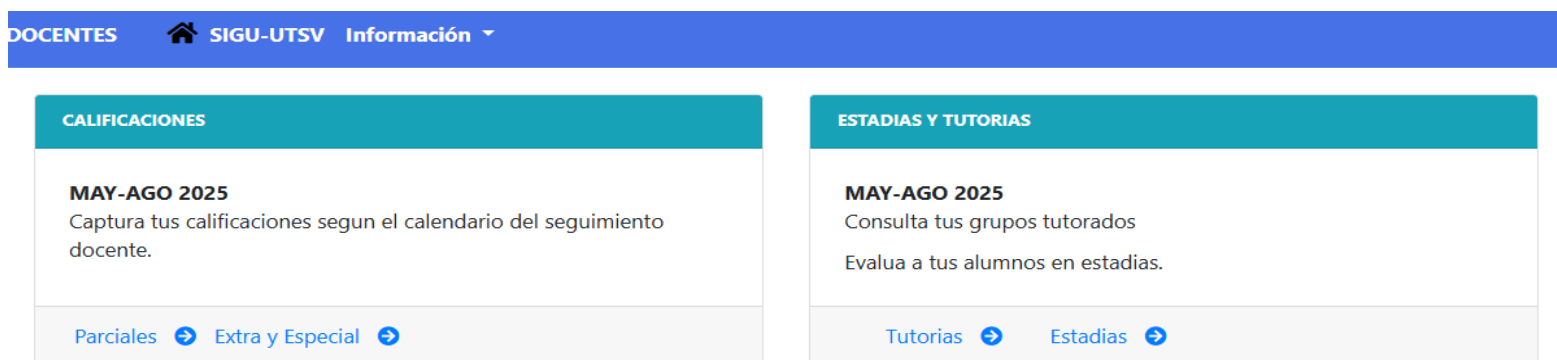 DOCENTES SIGU-UTSV Información
CALIFICACIONES
MAY-AGO 2025
Captura tus calificaciones segun el calendario del seguimiento
docente.
Parciales Extra y Especial
ESTADIAS Y TUTORIAS
MAY-AGO 2025
Consulta tus grupos tutorados
Evalua a tus alumnos en estadias.
Tutorias Estadias